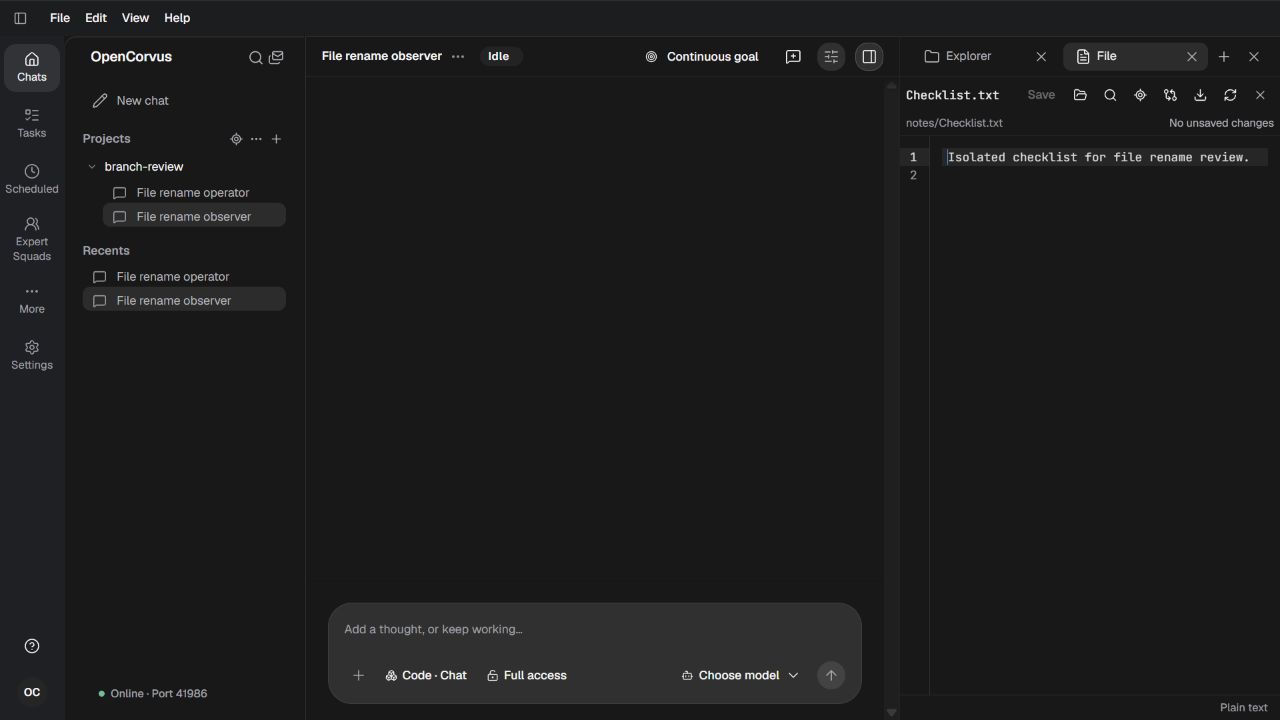 File Edit View Help
Chats
Tasks
Scheduled
Expert
Squads
More
Settings
OC
OpenCorvus
New chat
Projects
branch-review
File rename operator
File rename observer
Recents
File rename operator
File rename observer
Online · Port 41986
File rename observer
Idle
Continuous goal
Add a thought, or keep working...
Code · Chat
Full access
Choose model
Explorer
File
Checklist.txt
Save
notes/Checklist.txt
No unsaved changes
1 Isolated checklist for file rename review.
2
Plain text